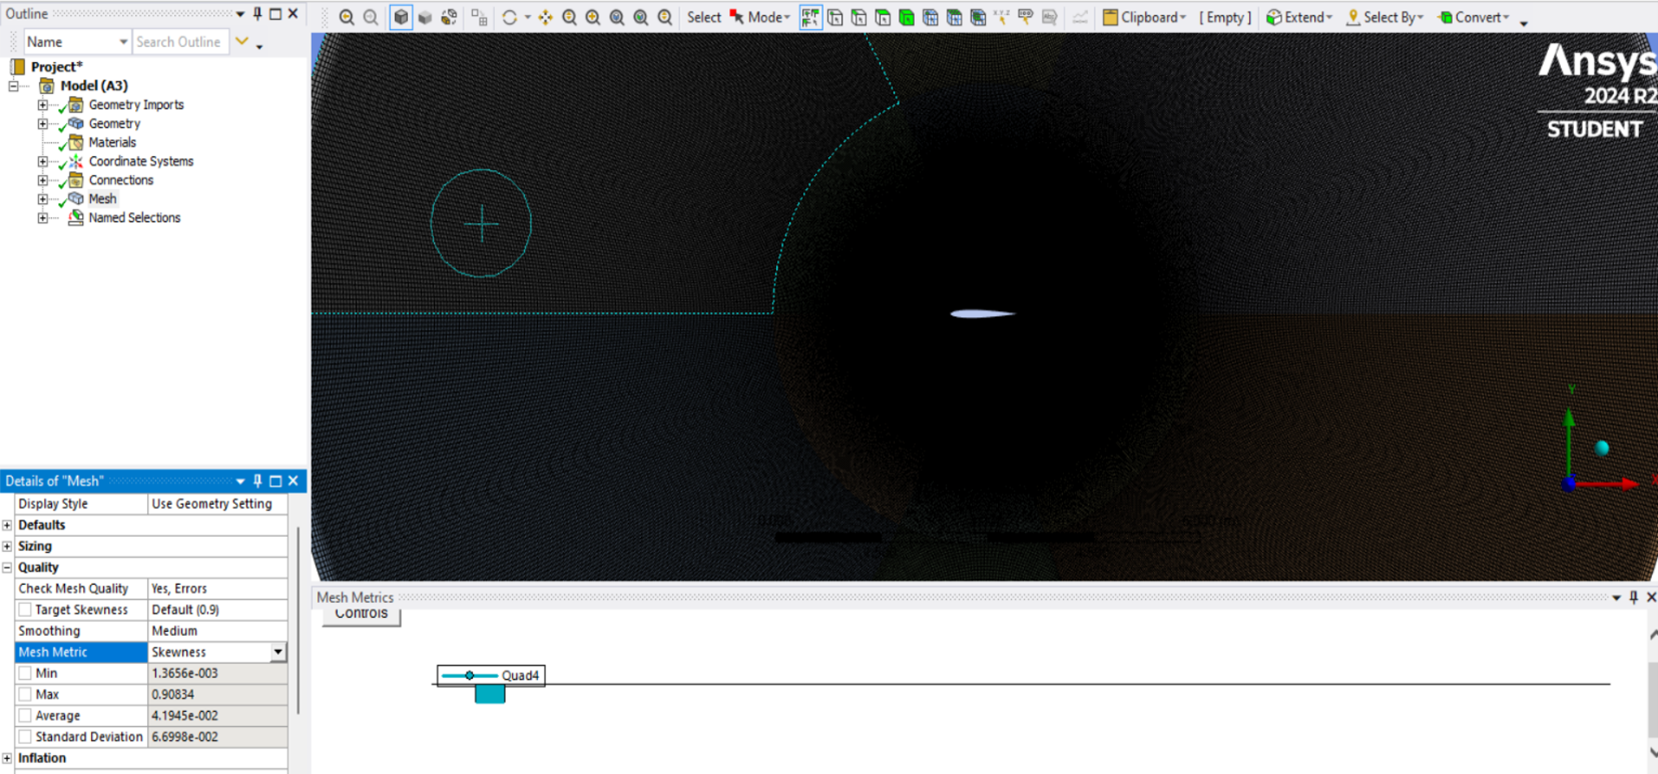 Outline
Name
Search Outline
Project*
Model (A3)
Geometry Imports
Geometry
Materials
Coordinate Systems
Connections
Mesh
Named Selections
Select Mode Clipboard [ Empty ] Extend Select By Convert
Ansys
2024 R2
STUDENT
Y
X
Details of "Mesh"
Display Style Use Geometry Setting
Defaults
Sizing
Quality
Check Mesh Quality Yes, Errors
Target Skewness Default (0.9)
Smoothing Medium
Mesh Metric Skewness
Min 1.3656e-003
Max 0.90834
Average 4.1945e-002
Standard Deviation 6.6998e-002
Inflation
Mesh Metrics
Controls
Quad4